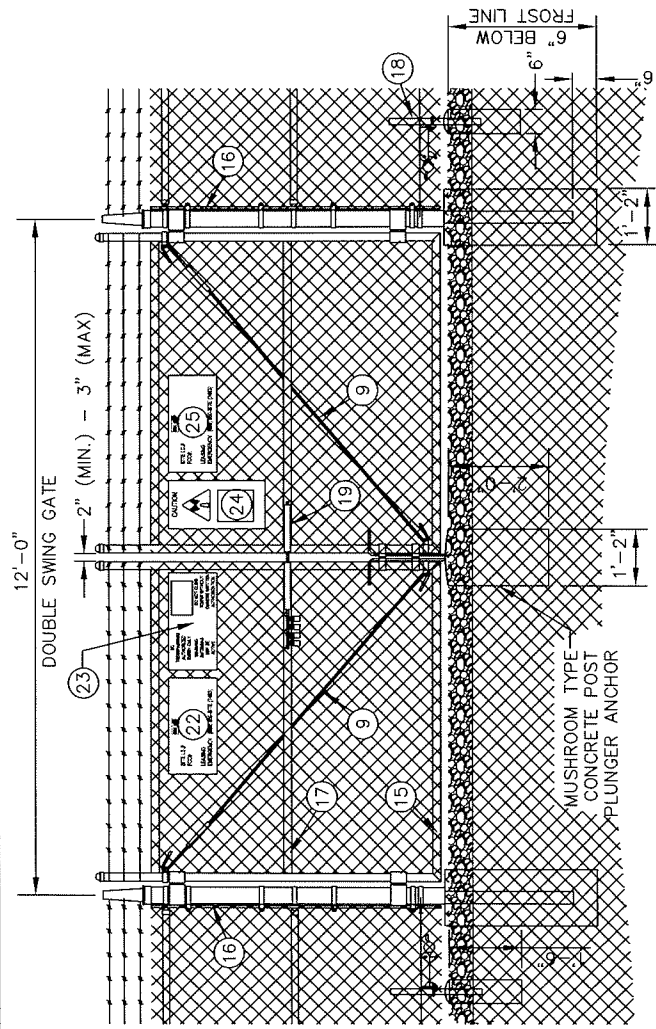 12'-0"
DOUBLE SWING GATE
2" (MIN.) - 3" (MAX)
23
22
CAUTION
24
25
16
16
9
9
19
17
15
18
6" BELOW
FROST LINE
6"
6"
1'-2"
2'-0"
1'-2"
MUSHROOM TYPE
CONCRETE POST
PLUNGER ANCHOR